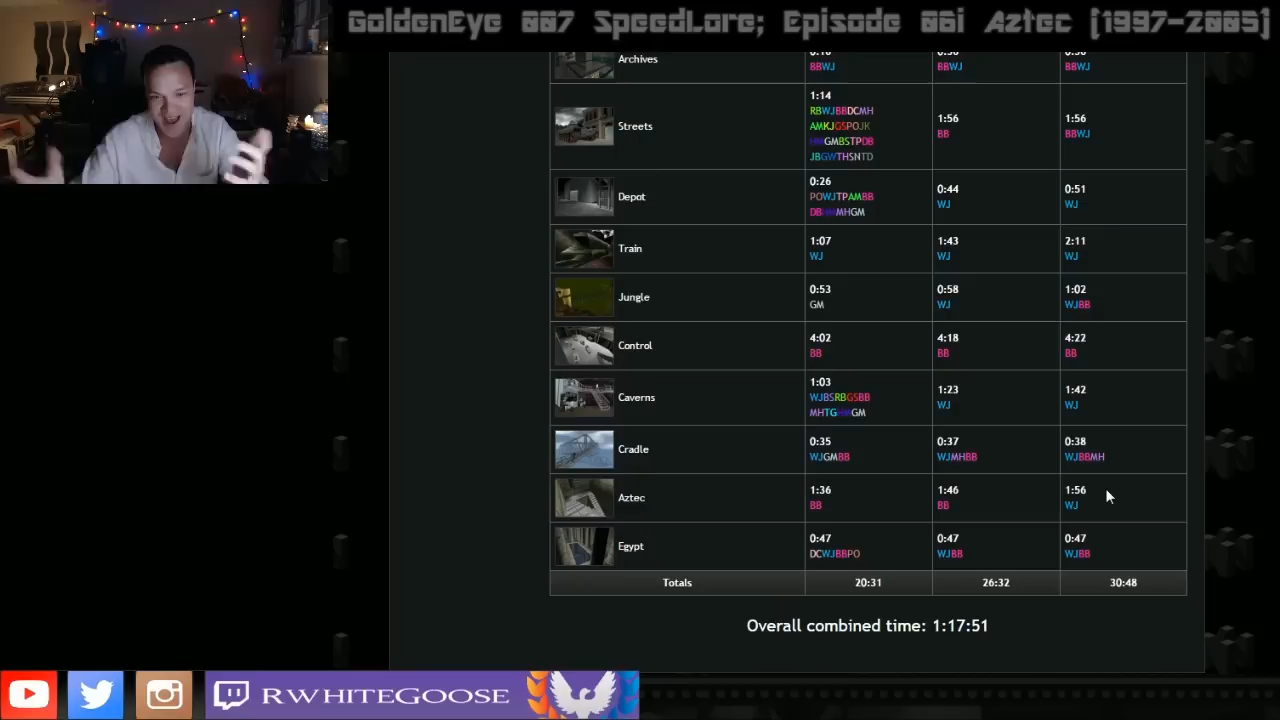 GoldenEye 007 SpeedLore; Episode 06i Aztec [1997-2005]
Archives
BBWJ BBWJ BBWJ
Streets
1:14
RBWJBBDCMH
AMKJGSPOJK
GMBSTPDB
JBGWTHSNTD
1:56
BB
1:56
BBWJ
Depot
0:26
POWJTPAMBB
DB MHGM
0:44
WJ
0:51
WJ
Train
1:07
WJ
1:43
WJ
2:11
WJ
Jungle
0:53
GM
0:58
WJ
1:02
WJBB
Control
4:02
BB
4:18
BB
4:22
BB
Caverns
1:03
WJBSRBGSBB
MHTG GM
1:23
WJ
1:42
WJ
Cradle
0:35
WJGMBB
0:37
WJMHBB
0:38
WJBBMH
Aztec
1:36
BB
1:46
BB
1:56
WJ
Egypt
0:47
DCWJBBPO
0:47
WJBB
0:47
WJBB
Totals 20:31 26:32 30:48
Overall combined time: 1:17:51
RWHITEGOOSE